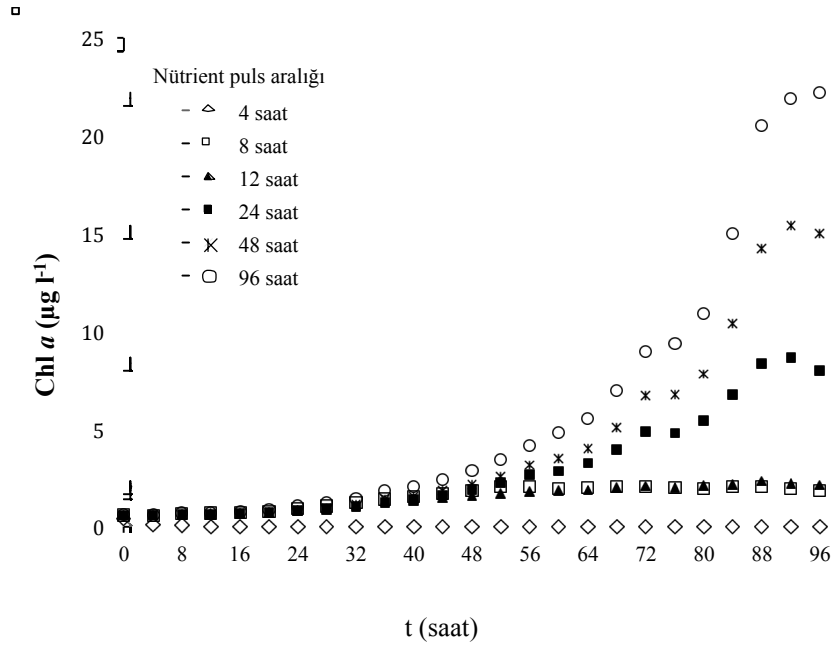 25
20
15
10
5
0
Chl a (µg l-1)
Nütrient puls aralığı
4 saat
8 saat
12 saat
24 saat
48 saat
96 saat
0 8 16 24 32 40 48 56 64 72 80 88 96
t (saat)